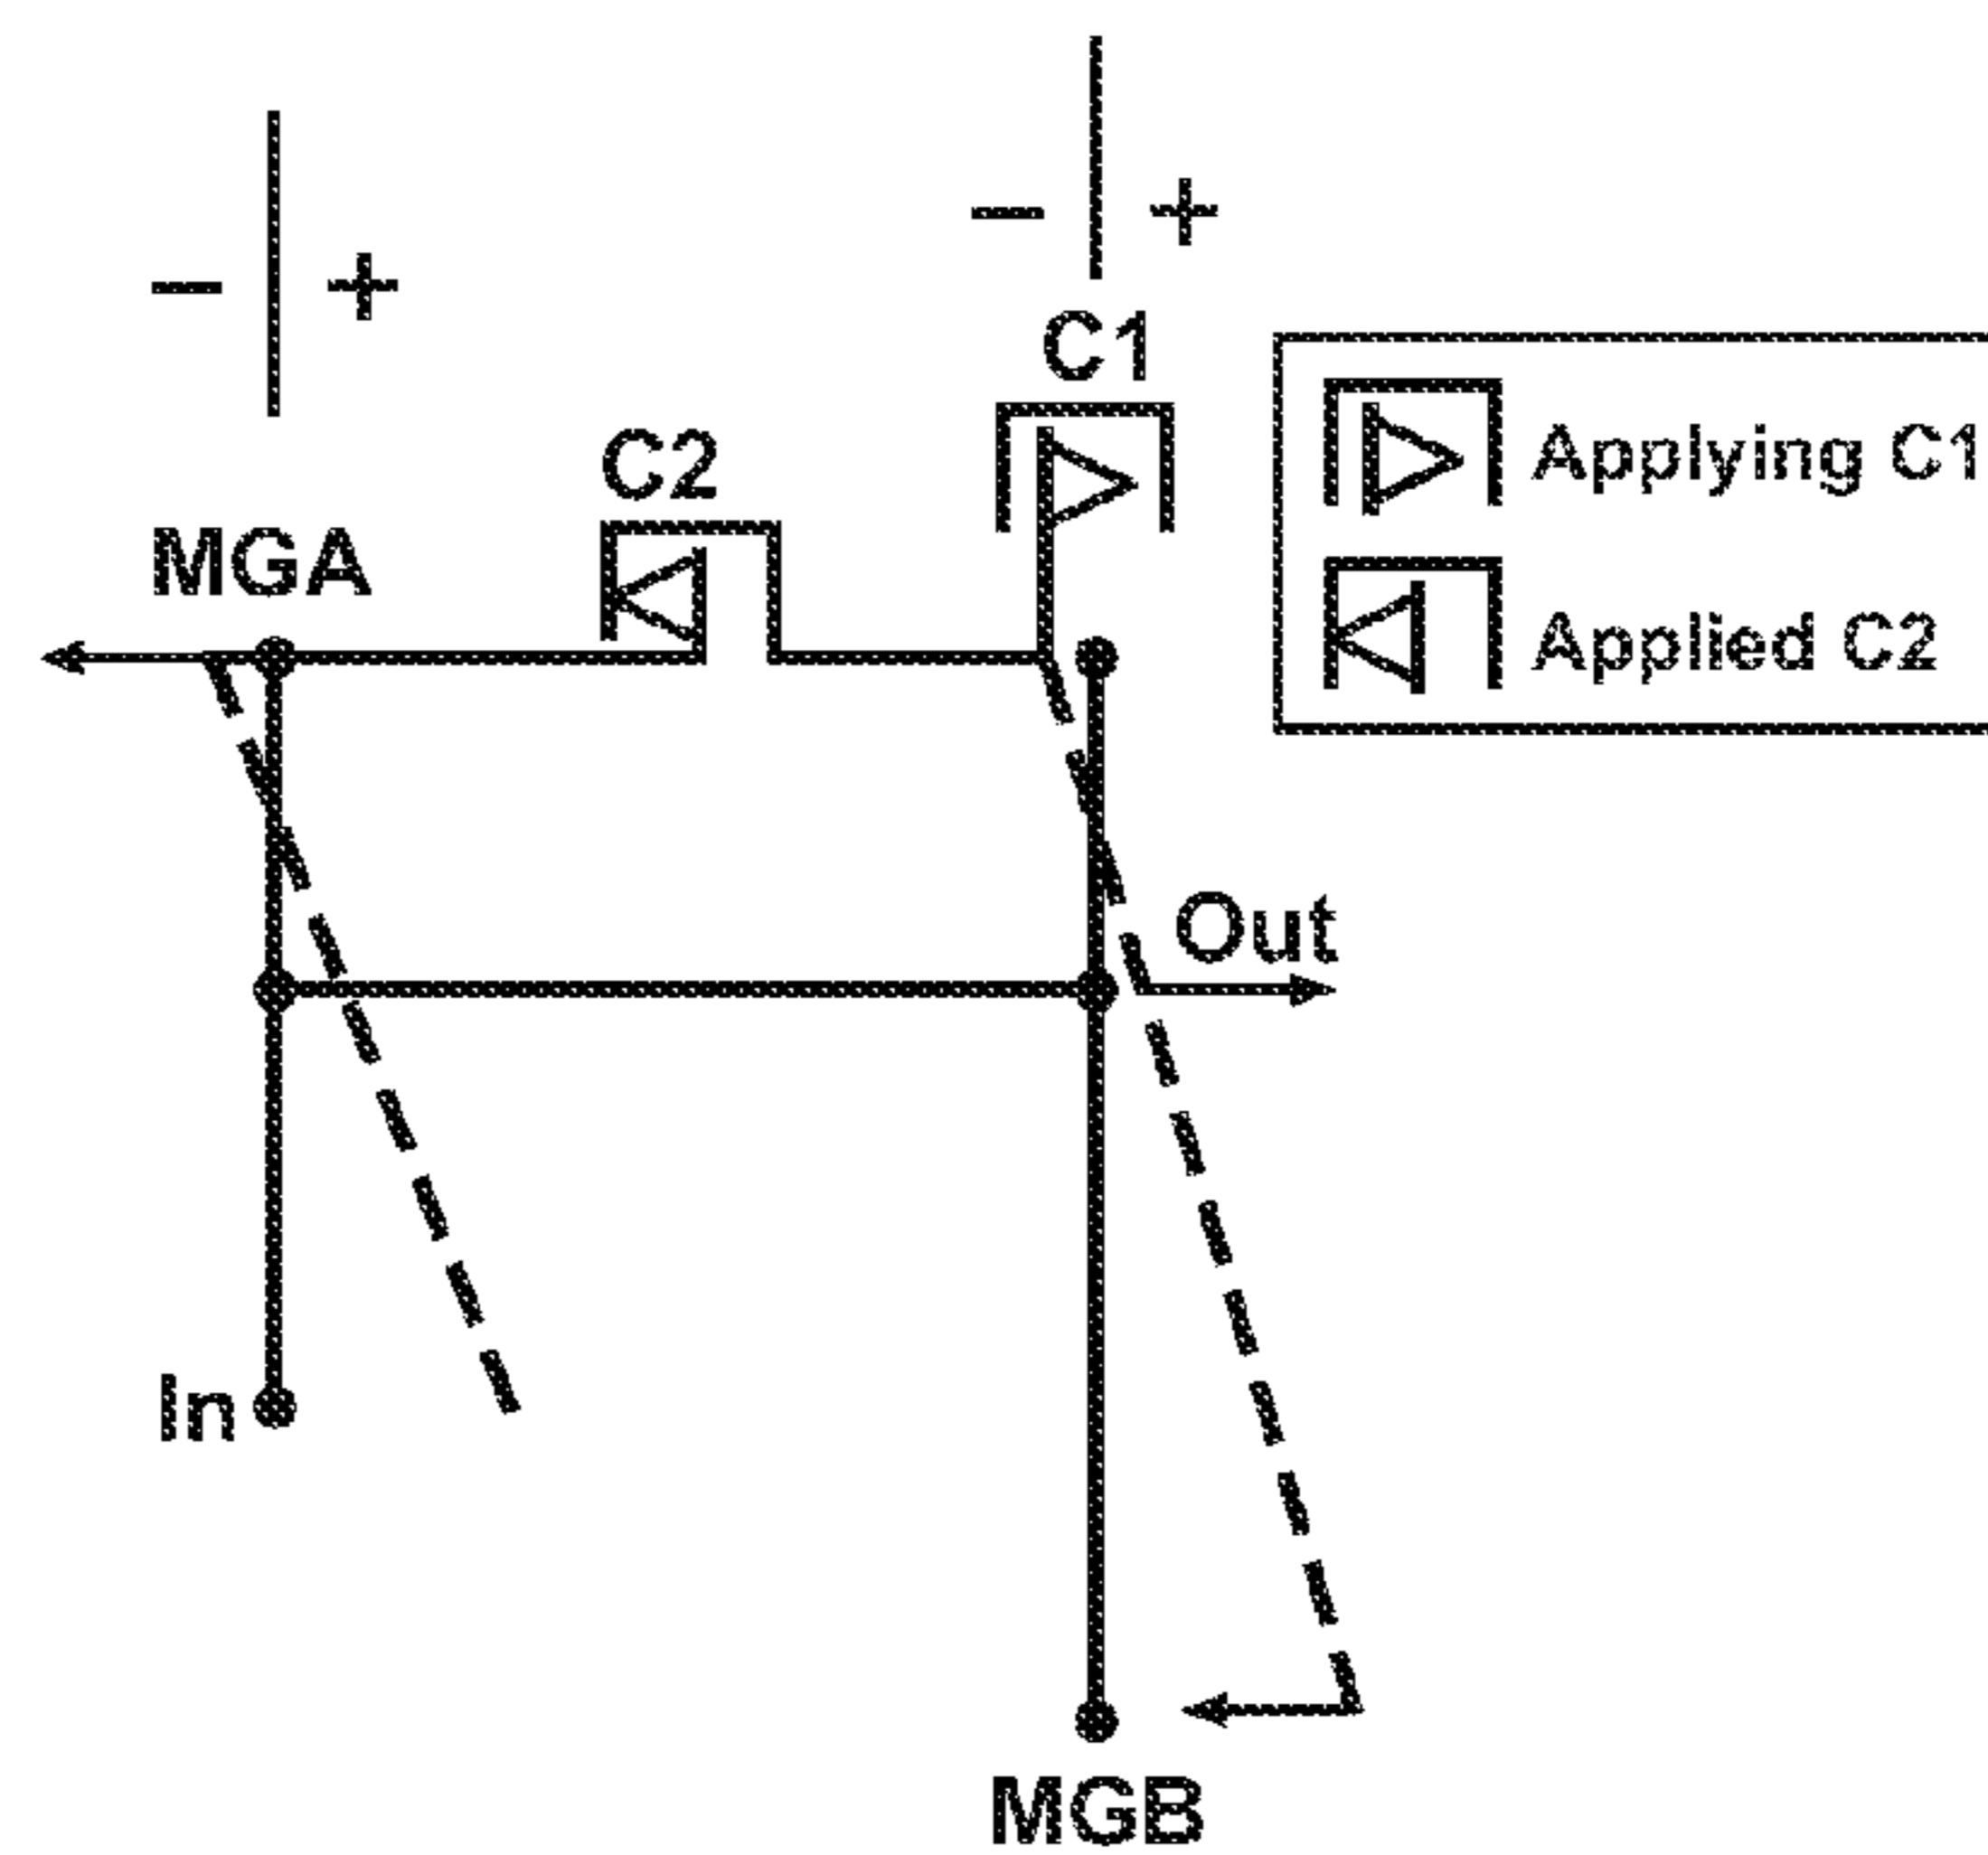 − +
− +
C1
C2
MGA
Applying C1
Applied C2
Out
In
MGB